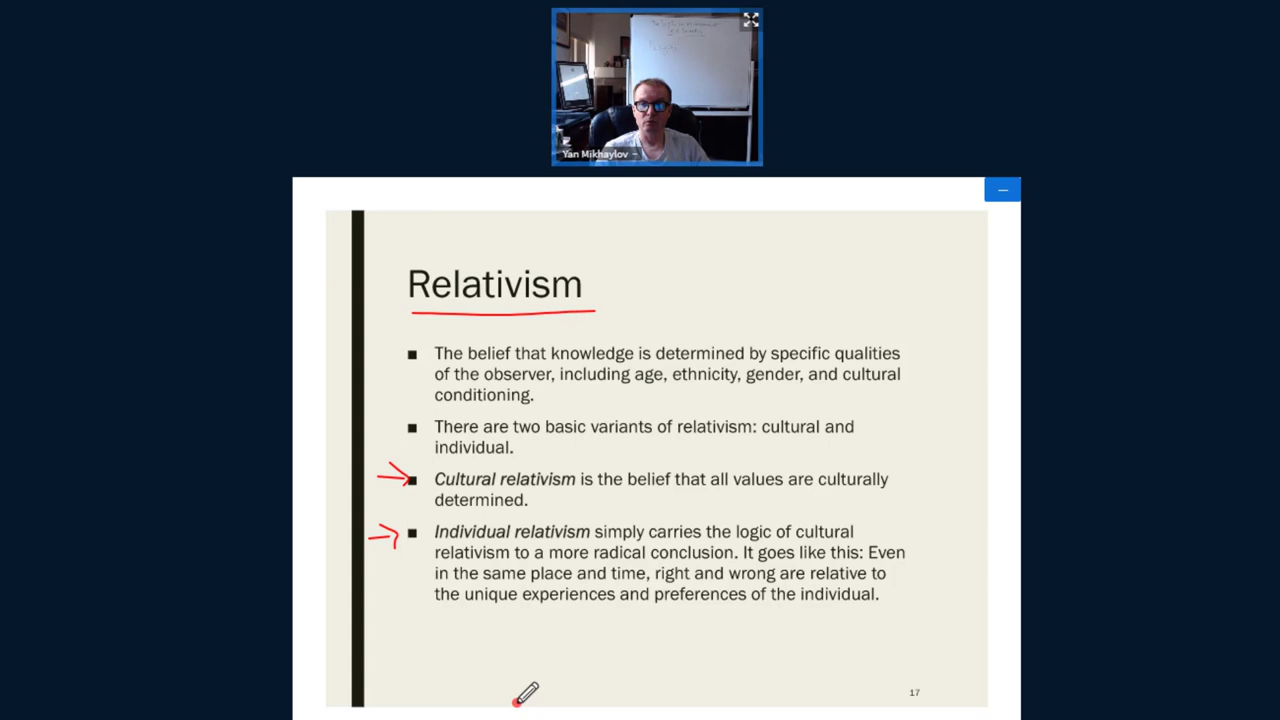 Yan Mikhaylov
Relativism
■ The belief that knowledge is determined by specific qualities
of the observer, including age, ethnicity, gender, and cultural
conditioning.
■ There are two basic variants of relativism: cultural and
individual.
■ Cultural relativism is the belief that all values are culturally
determined.
■ Individual relativism simply carries the logic of cultural
relativism to a more radical conclusion. It goes like this: Even
in the same place and time, right and wrong are relative to
the unique experiences and preferences of the individual.
17